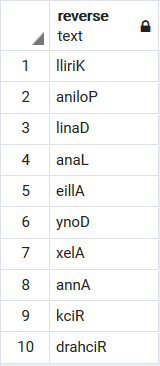 reverse
text
1 lliriK
2 aniloP
3 linaD
4 anaL
5 eillA
6 ynoD
7 xelA
8 annA
9 kciR
10 drahciR